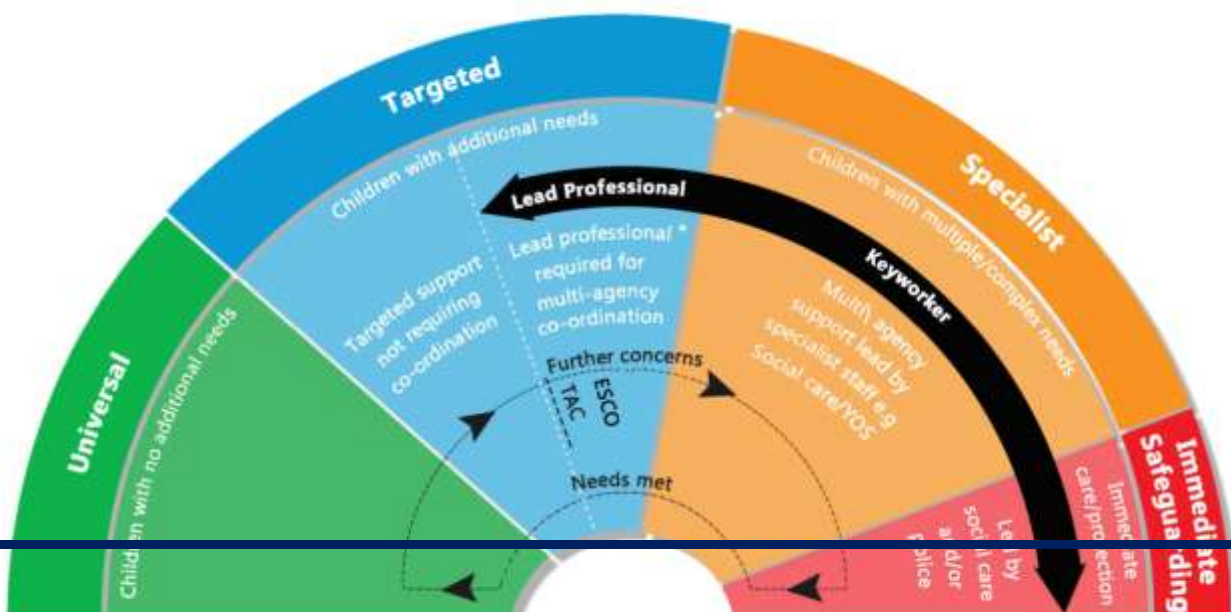 Universal
Children with no additional needs
Targeted
Children with additional needs
Targeted support
not requiring
co-ordination
Lead Professional
Lead professional
required for
multi-agency
co-ordination
Further concerns
TAC
ESCO
Needs met
Specialist
Children with multiple/complex needs
Keyworker
Multi\ agency
support lead by
specialist staff e.g
Social care/YOS
Immediate
Safeguarding
Immediate
care/protection
Led by
social care
and/or
police